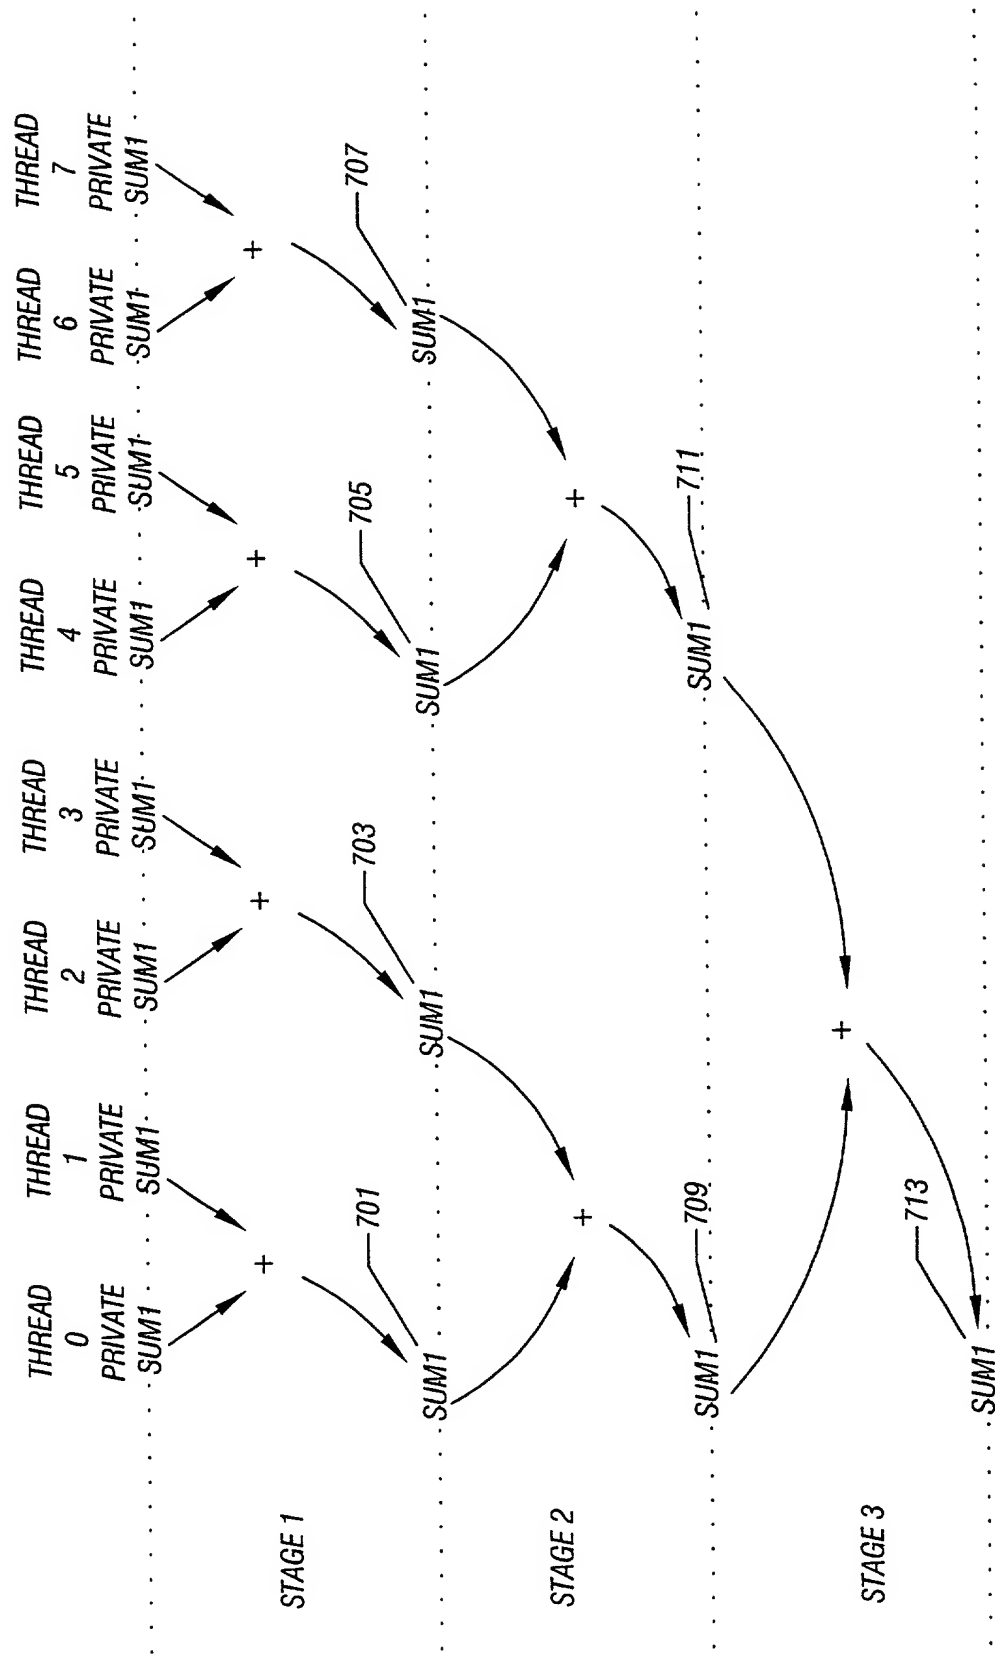 THREAD
0
PRIVATE
SUM1
THREAD
1
PRIVATE
SUM1
THREAD
2
PRIVATE
SUM1
THREAD
3
PRIVATE
SUM1
THREAD
4
PRIVATE
SUM1
THREAD
5
PRIVATE
SUM1
THREAD
6
PRIVATE
SUM1
THREAD
7
PRIVATE
SUM1
STAGE 1
+
+
+
+
701
703
705
707
SUM1
SUM1
SUM1
SUM1
STAGE 2
+
+
709
711
SUM1
SUM1
STAGE 3
+
713
SUM1